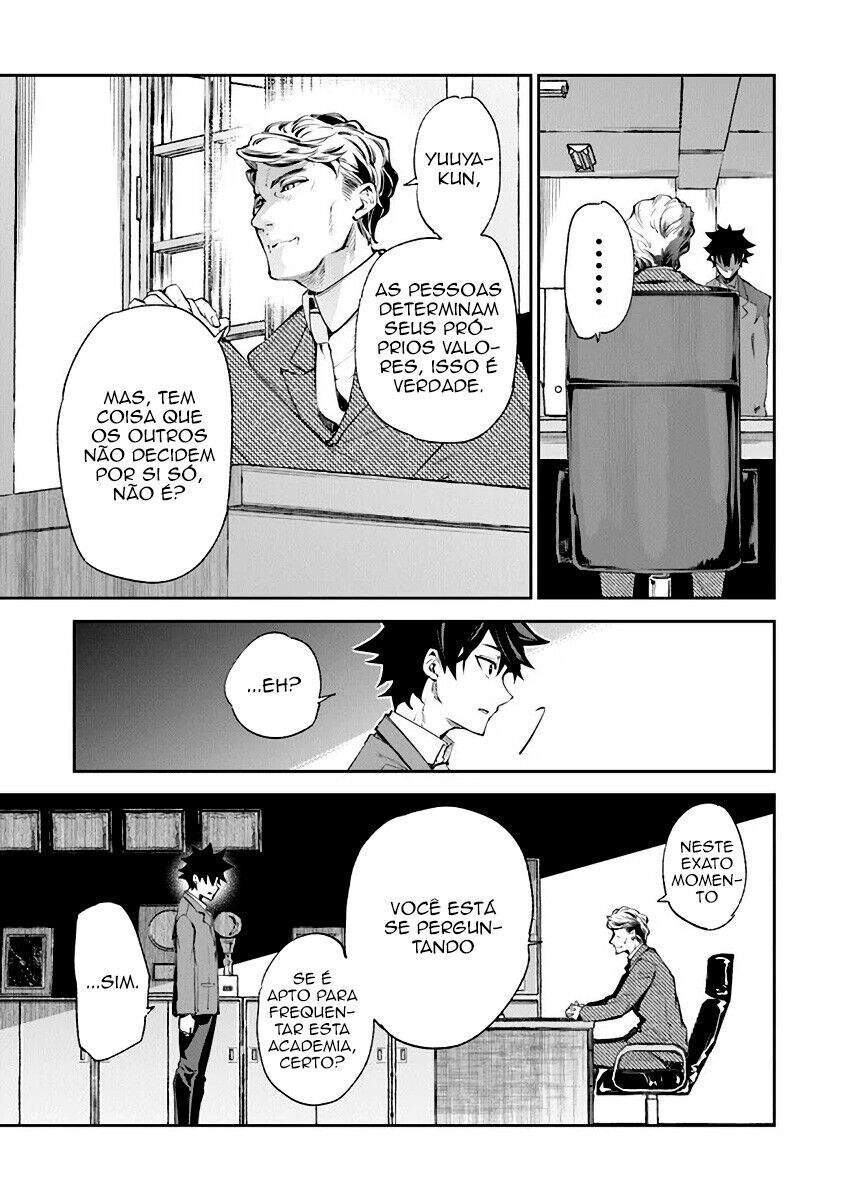 ......
YUUYA-
KUN,
AS PESSOAS
DETERMINAM
SEUS PRÓ-
PRIOS VALO-
RES, ISSO É
VERDADE.
MAS, TEM
COISA QUE
OS OUTROS
NÃO DECIDEM
POR SI SÓ,
NÃO É?
...EH?
NESTE
EXATO
MOMEN-
TO
VOCÊ ESTÁ
SE PERGUN-
TANDO
SE É
APTO PARA
FREQUEN-
TAR ESTA
ACADEMIA,
CERTO?
...SIM.